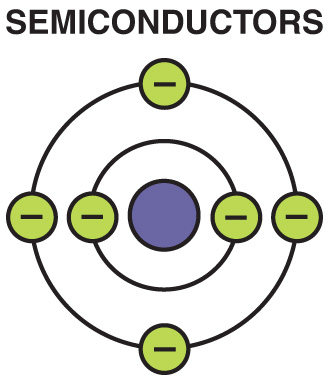 SEMICONDUCTORS
−
− − − −
−